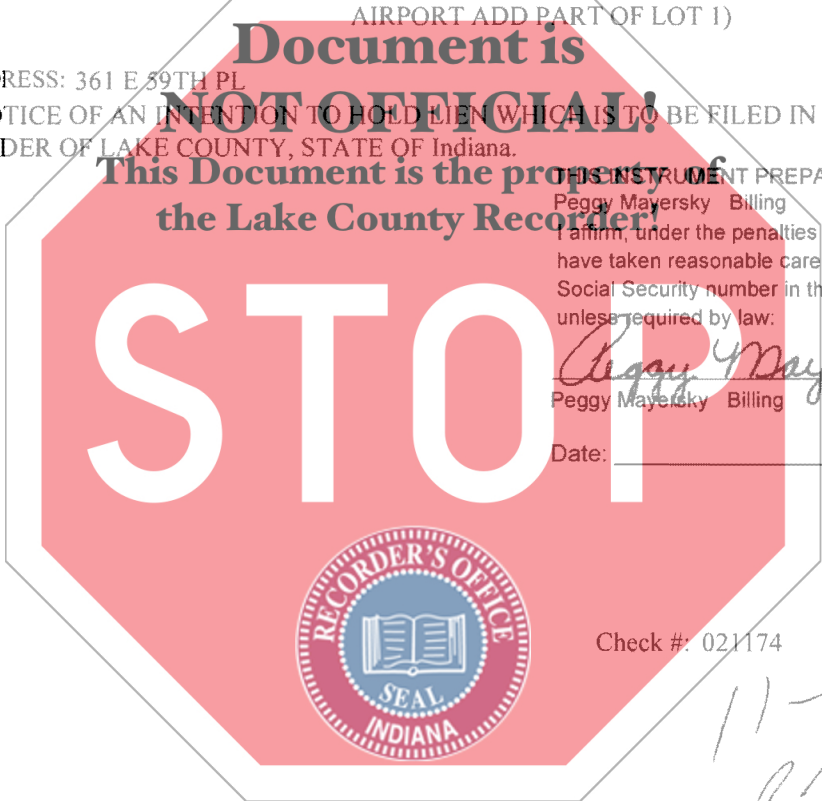 AIRPORT ADD PART OF LOT 1)
Document is
RESS: 361 E 59TH PL
NOT OFFICIAL!
TICE OF AN INTENTION TO HOLD LIEN WHICH IS TO BE FILED IN
DER OF LAKE COUNTY, STATE OF Indiana.
This Document is the property of
the Lake County Recorder!
THIS INSTRUMENT PREPA
Peggy Mayersky Billing
I affirm, under the penalties
have taken reasonable care
Social Security number in th
unless required by law:
Peggy May
Peggy Mayersky Billing
Date:
STOP
RECORDER'S OFFICE
SEAL
INDIANA
Check #: 021174
11-